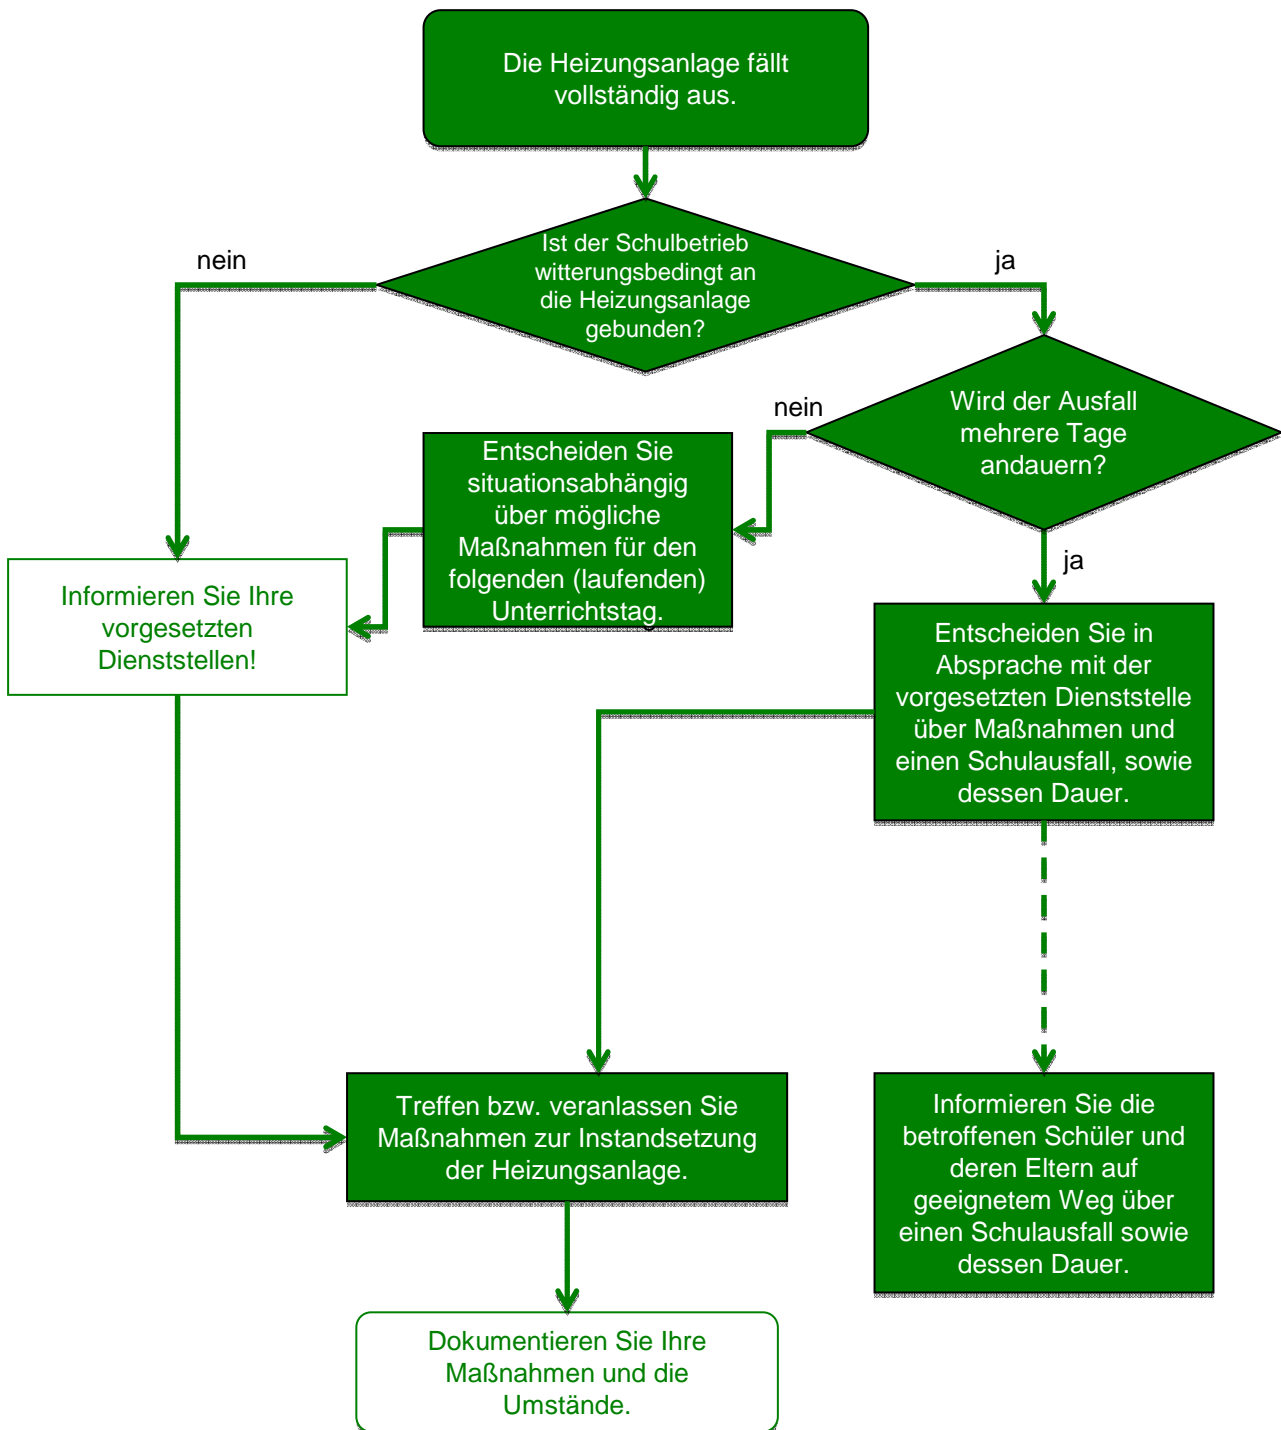 Die Heizungsanlage fällt
vollständig aus.
Ist der Schulbetrieb
witterungsbedingt an
die Heizungsanlage
gebunden?
nein
ja
Wird der Ausfall
mehrere Tage
andauern?
nein
ja
Entscheiden Sie
situationsabhängig
über mögliche
Maßnahmen für den
folgenden (laufenden)
Unterrichtstag.
Informieren Sie Ihre
vorgesetzten
Dienststellen!
Entscheiden Sie in
Absprache mit der
vorgesetzten Dienststelle
über Maßnahmen und
einen Schulausfall, sowie
dessen Dauer.
Treffen bzw. veranlassen Sie
Maßnahmen zur Instandsetzung
der Heizungsanlage.
Informieren Sie die
betroffenen Schüler und
deren Eltern auf
geeignetem Weg über
einen Schulausfall sowie
dessen Dauer.
Dokumentieren Sie Ihre
Maßnahmen und die
Umstände.